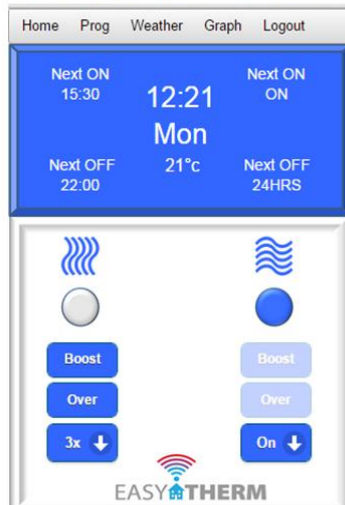 Home Prog Weather Graph Logout
Next ON
15:30
12:21
Mon
21°c
Next ON
ON
Next OFF
22:00
Next OFF
24HRS
Boost
Over
3x
Boost
Over
On
EASYTHERM